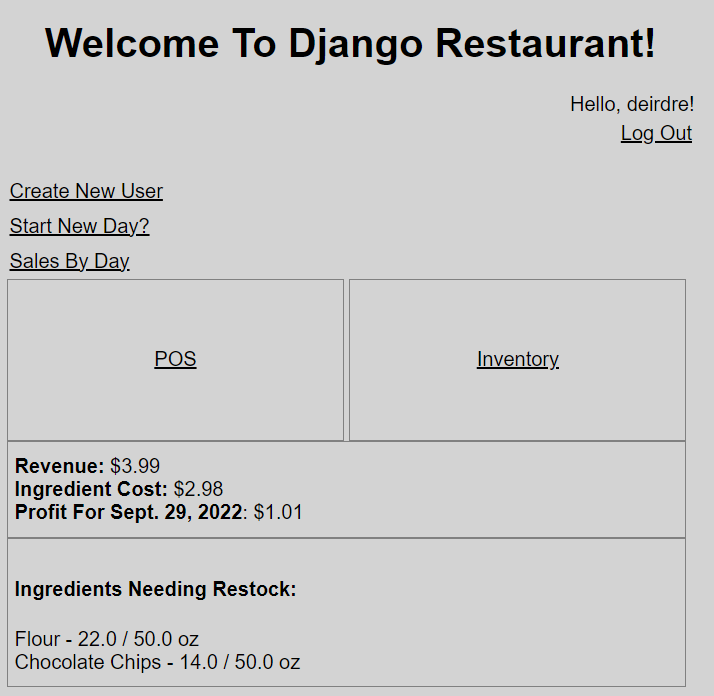 Welcome To Django Restaurant!
Hello, deirdre!
Log Out
Create New User
Start New Day?
Sales By Day
POS
Inventory
Revenue: $3.99
Ingredient Cost: $2.98
Profit For Sept. 29, 2022: $1.01
Ingredients Needing Restock:
Flour - 22.0 / 50.0 oz
Chocolate Chips - 14.0 / 50.0 oz